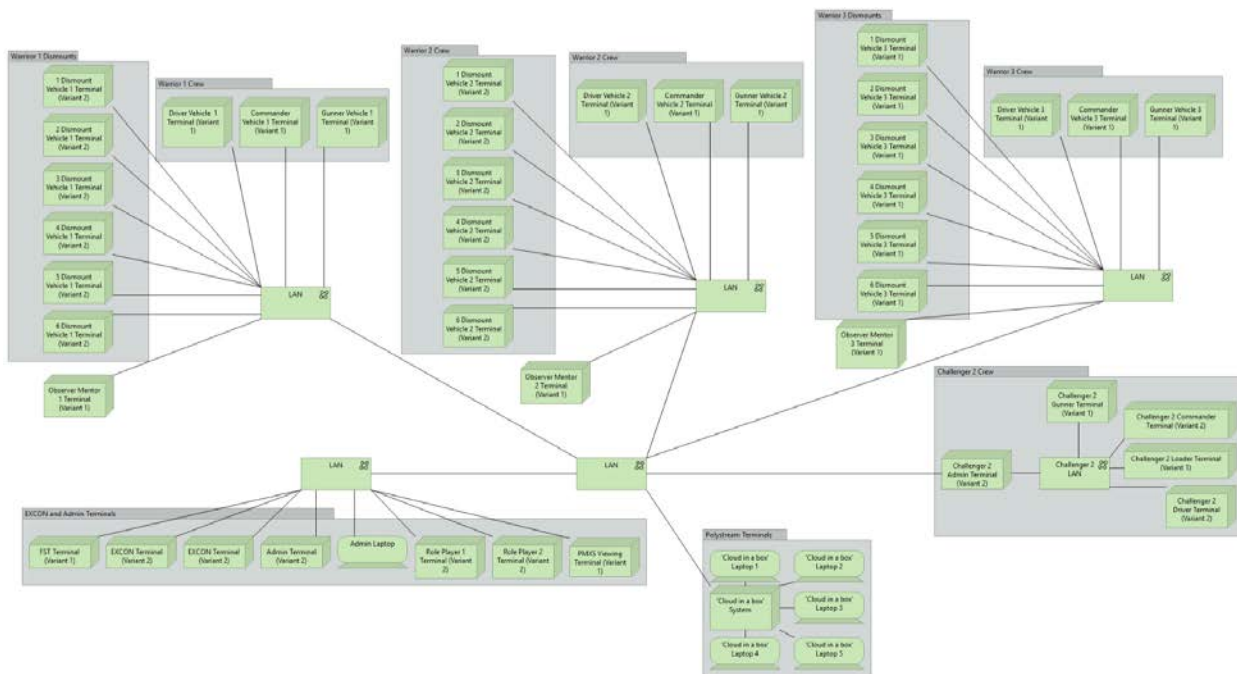 Warrior 1 Dismounts
1 Dismount
Vehicle 1 Terminal
(Variant 2)
2 Dismount
Vehicle 1 Terminal
(Variant 2)
3 Dismount
Vehicle 1 Terminal
(Variant 2)
4 Dismount
Vehicle 1 Terminal
(Variant 2)
5 Dismount
Vehicle 1 Terminal
(Variant 2)
6 Dismount
Vehicle 1 Terminal
(Variant 2)
Warrior 1 Crew
Driver Vehicle 1
Terminal (Variant
1)
Commander
Vehicle 1 Terminal
(Variant 1)
Gunner Vehicle 1
Terminal (Variant
1)
LAN
Observer Mentor
1 Terminal
(Variant 1)
Warrior 2 Crew
1 Dismount
Vehicle 2 Terminal
(Variant 2)
2 Dismount
Vehicle 2 Terminal
(Variant 2)
3 Dismount
Vehicle 2 Terminal
(Variant 2)
4 Dismount
Vehicle 2 Terminal
(Variant 2)
5 Dismount
Vehicle 2 Terminal
(Variant 2)
6 Dismount
Vehicle 2 Terminal
(Variant 2)
Warrior 2 Crew
Driver Vehicle 2
Terminal (Variant
1)
Commander
Vehicle 2 Terminal
(Variant 1)
Gunner Vehicle 2
Terminal (Variant
1)
LAN
Observer Mentor
2 Terminal
(Variant 1)
Warrior 3 Dismounts
1 Dismount
Vehicle 3 Terminal
(Variant 1)
2 Dismount
Vehicle 3 Terminal
(Variant 1)
3 Dismount
Vehicle 3 Terminal
(Variant 1)
4 Dismount
Vehicle 3 Terminal
(Variant 1)
5 Dismount
Vehicle 3 Terminal
(Variant 1)
6 Dismount
Vehicle 3 Terminal
(Variant 1)
Warrior 3 Crew
Driver Vehicle 3
Terminal (Variant
1)
Commander
Vehicle 3 Terminal
(Variant 1)
Gunner Vehicle 3
Terminal (Variant
1)
LAN
Observer Mentor
3 Terminal
(Variant 1)
LAN
LAN
Challenger 2 Crew
Challenger 2
Gunner Terminal
(Variant 1)
Challenger 2 Commander
Terminal (Variant 2)
Challenger 2
Admin Terminal
(Variant 2)
Challenger 2
LAN
Challenger 2 Loader Terminal
(Variant 1)
Challenger 2
Driver Terminal
(Variant 2)
EXCON and Admin Terminals
FST Terminal
(Variant 1)
EXCON Terminal
(Variant 2)
EXCON Terminal
(Variant 2)
Admin Terminal
(Variant 2)
Admin Laptop
Role Player 1
Terminal (Variant
2)
Role Player 2
Terminal (Variant
2)
PMXS Viewing
Terminal (Variant
1)
Polystream Terminals
'Cloud in a box'
Laptop 1
'Cloud in a box'
Laptop 2
'Cloud in a box'
System
'Cloud in a box'
Laptop 3
'Cloud in a box'
Laptop 4
'Cloud in a box'
Laptop 5